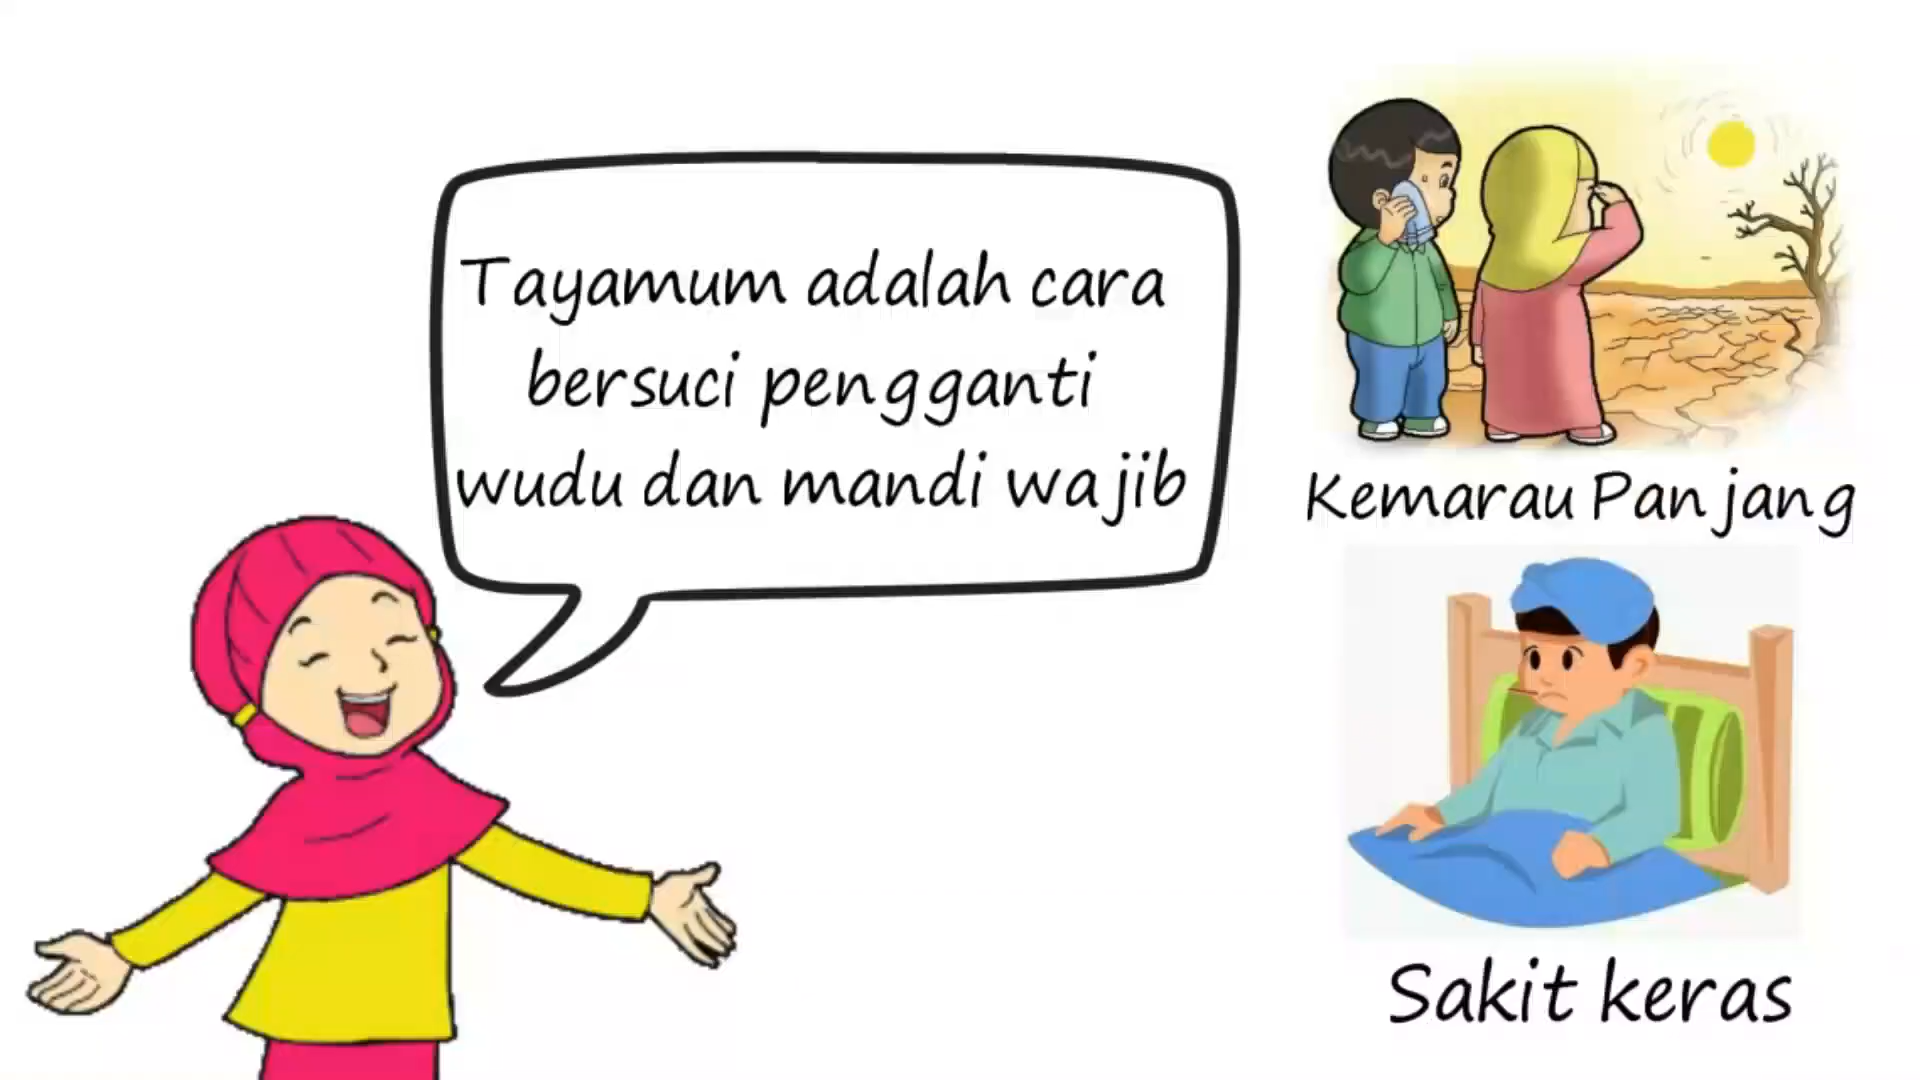 Tayamum adalah cara
bersuci pengganti
wudu dan mandi wajib
Kemarau Panjang
Sakit keras